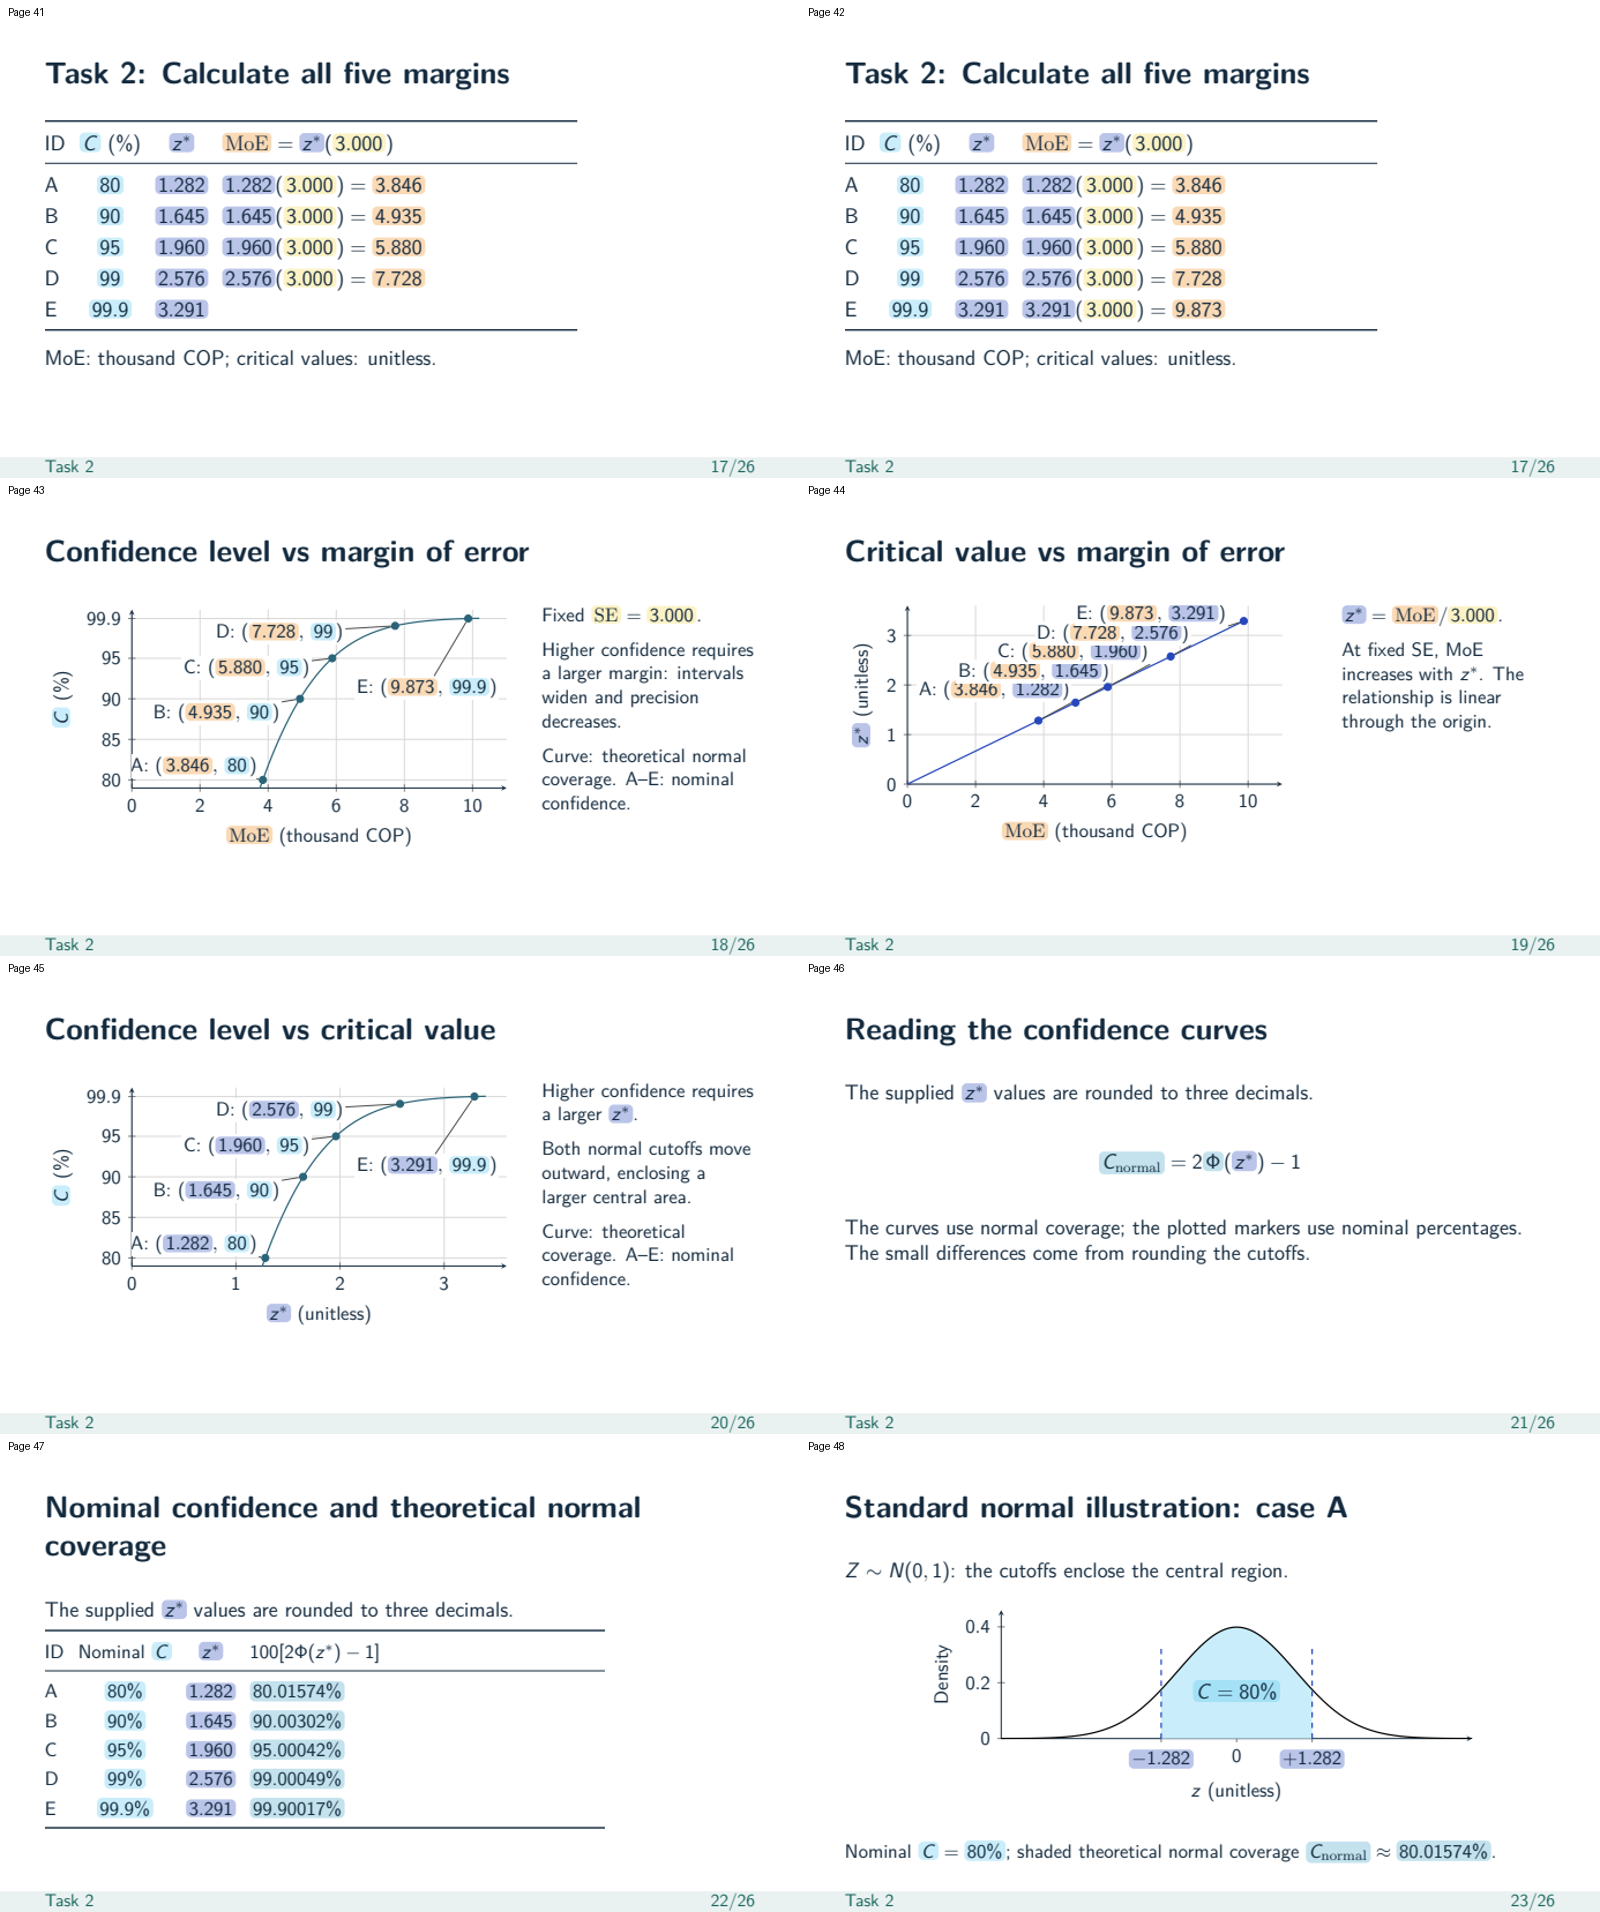 Page 41
Task 2: Calculate all five margins
ID C (%) z* MoE = z*(3.000)
A 80 1.282 1.282(3.000) = 3.846
B 90 1.645 1.645(3.000) = 4.935
C 95 1.960 1.960(3.000) = 5.880
D 99 2.576 2.576(3.000) = 7.728
E 99.9 3.291
MoE: thousand COP; critical values: unitless.
Task 2 17/26
Page 42
Task 2: Calculate all five margins
ID C (%) z* MoE = z*(3.000)
A 80 1.282 1.282(3.000) = 3.846
B 90 1.645 1.645(3.000) = 4.935
C 95 1.960 1.960(3.000) = 5.880
D 99 2.576 2.576(3.000) = 7.728
E 99.9 3.291 3.291(3.000) = 9.873
MoE: thousand COP; critical values: unitless.
Task 2 17/26
Page 43
Confidence level vs margin of error
C (%)
99.9
95
90
85
80
D: (7.728, 99)
C: (5.880, 95)
E: (9.873, 99.9)
B: (4.935, 90)
A: (3.846, 80)
0 2 4 6 8 10
MoE (thousand COP)
Fixed SE = 3.000.
Higher confidence requires
a larger margin: intervals
widen and precision
decreases.
Curve: theoretical normal
coverage. A–E: nominal
confidence.
Task 2 18/26
Page 44
Critical value vs margin of error
z* (unitless)
3
2
1
0
E: (9.873, 3.291)
D: (7.728, 2.576)
C: (5.880, 1.960)
B: (4.935, 1.645)
A: (3.846, 1.282)
0 2 4 6 8 10
MoE (thousand COP)
z* = MoE/3.000.
At fixed SE, MoE
increases with z*. The
relationship is linear
through the origin.
Task 2 19/26
Page 45
Confidence level vs critical value
C (%)
99.9
95
90
85
80
D: (2.576, 99)
C: (1.960, 95)
E: (3.291, 99.9)
B: (1.645, 90)
A: (1.282, 80)
0 1 2 3
z* (unitless)
Higher confidence requires
a larger z*.
Both normal cutoffs move
outward, enclosing a
larger central area.
Curve: theoretical
coverage. A–E: nominal
confidence.
Task 2 20/26
Page 46
Reading the confidence curves
The supplied z* values are rounded to three decimals.
Cnormal = 2Φ(z*) − 1
The curves use normal coverage; the plotted markers use nominal percentages.
The small differences come from rounding the cutoffs.
Task 2 21/26
Page 47
Nominal confidence and theoretical normal
coverage
The supplied z* values are rounded to three decimals.
ID Nominal C z* 100[2Φ(z*) − 1]
A 80% 1.282 80.01574%
B 90% 1.645 90.00302%
C 95% 1.960 95.00042%
D 99% 2.576 99.00049%
E 99.9% 3.291 99.90017%
Task 2 22/26
Page 48
Standard normal illustration: case A
Z ∼ N(0, 1): the cutoffs enclose the central region.
Density
0.4
0.2
0
C = 80%
−1.282 0 +1.282
z (unitless)
Nominal C = 80%; shaded theoretical normal coverage Cnormal ≈ 80.01574%.
Task 2 23/26